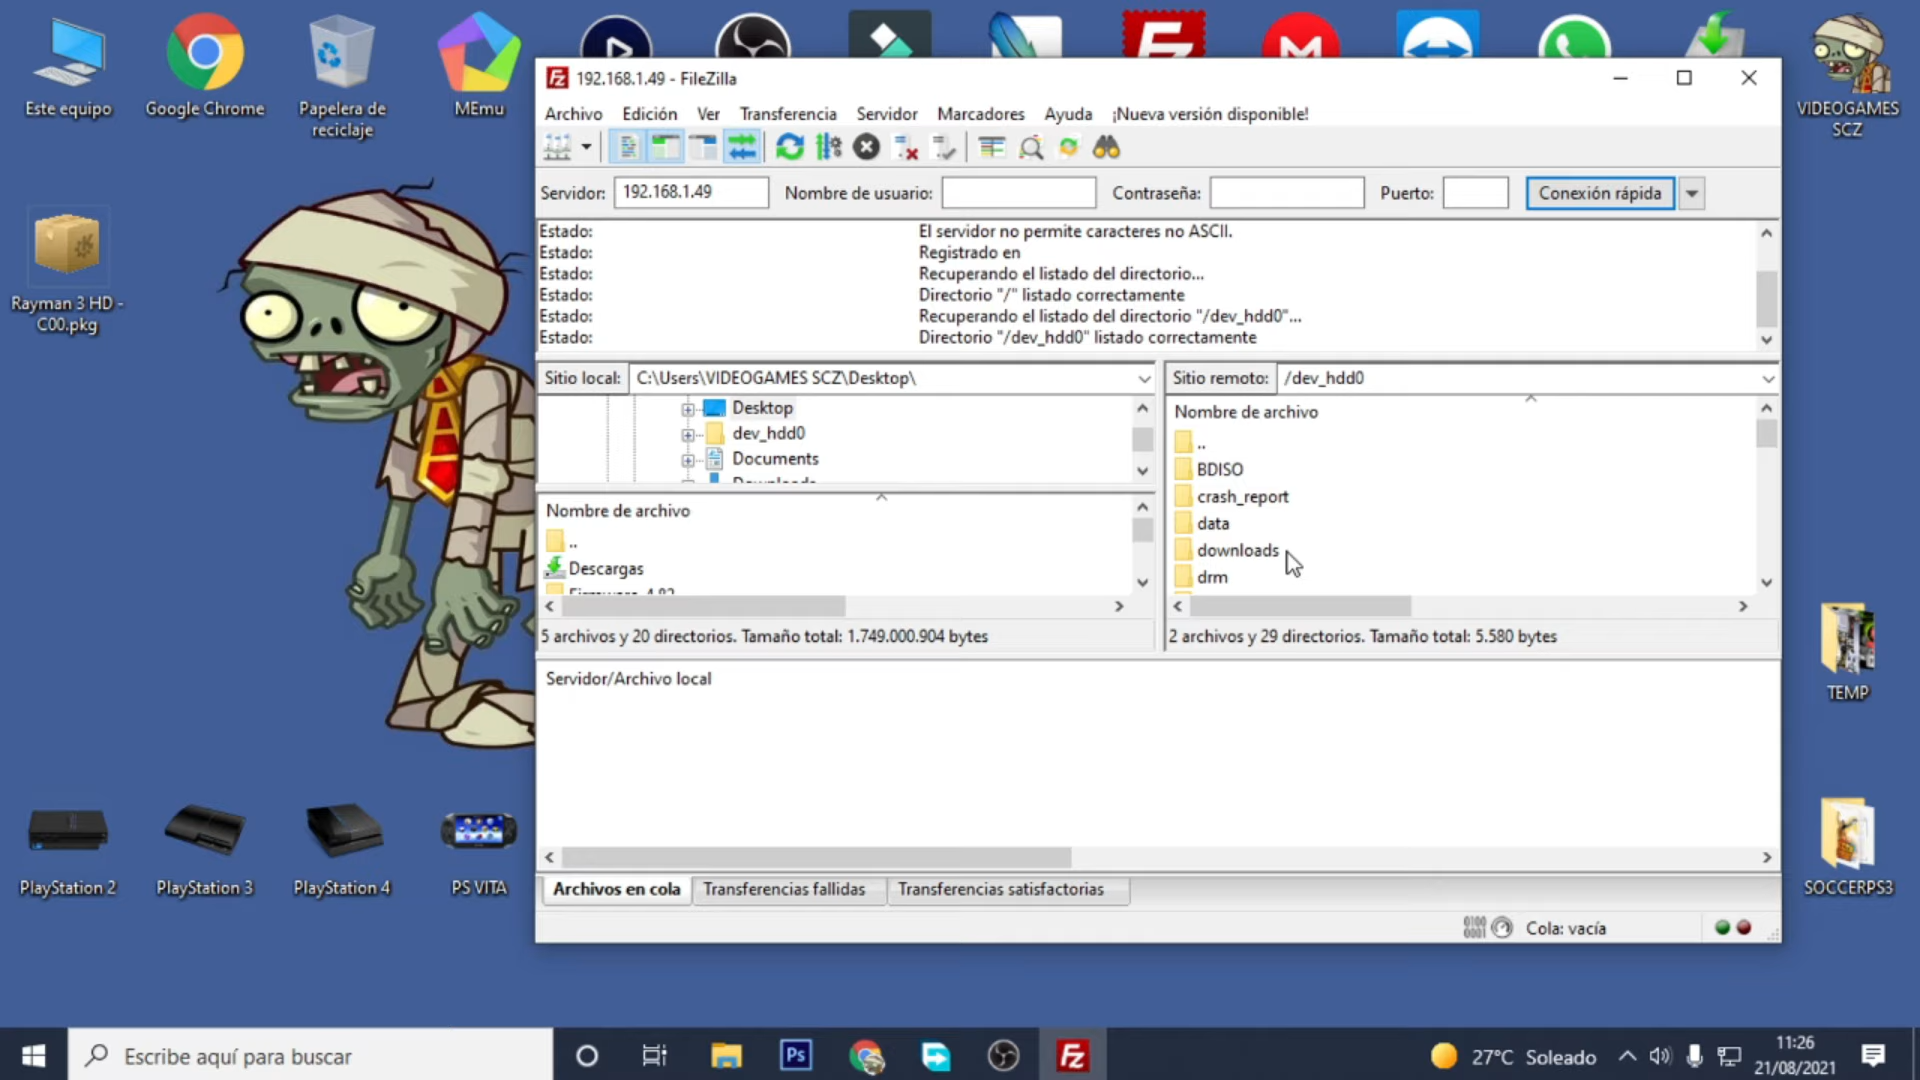 Este equipo
Google Chrome
Papelera de
reciclaje
MEmu
VIDEOGAMES
SCZ
Rayman 3 HD -
C00.pkg
192.168.1.49 - FileZilla
Archivo Edición Ver Transferencia Servidor Marcadores Ayuda ¡Nueva versión disponible!
Servidor: 192.168.1.49 Nombre de usuario: Contraseña: Puerto: Conexión rápida
Estado: El servidor no permite caracteres no ASCII.
Estado: Registrado en
Estado: Recuperando el listado del directorio...
Estado: Directorio "/" listado correctamente
Estado: Recuperando el listado del directorio "/dev_hdd0"...
Estado: Directorio "/dev_hdd0" listado correctamente
Sitio local: C:\Users\VIDEOGAMES SCZ\Desktop\
Desktop
dev_hdd0
Documents
Downloads
Nombre de archivo
..
Descargas
Firmware 4.82
5 archivos y 20 directorios. Tamaño total: 1.749.000.904 bytes
Sitio remoto: /dev_hdd0
Nombre de archivo
..
BDISO
crash_report
data
downloads
drm
2 archivos y 29 directorios. Tamaño total: 5.580 bytes
Servidor/Archivo local
Archivos en cola Transferencias fallidas Transferencias satisfactorias
Cola: vacía
TEMP
PlayStation 2
PlayStation 3
PlayStation 4
PS VITA
SOCCERPS3
Escribe aquí para buscar
Ps
27°C Soleado
11:26
21/08/2021